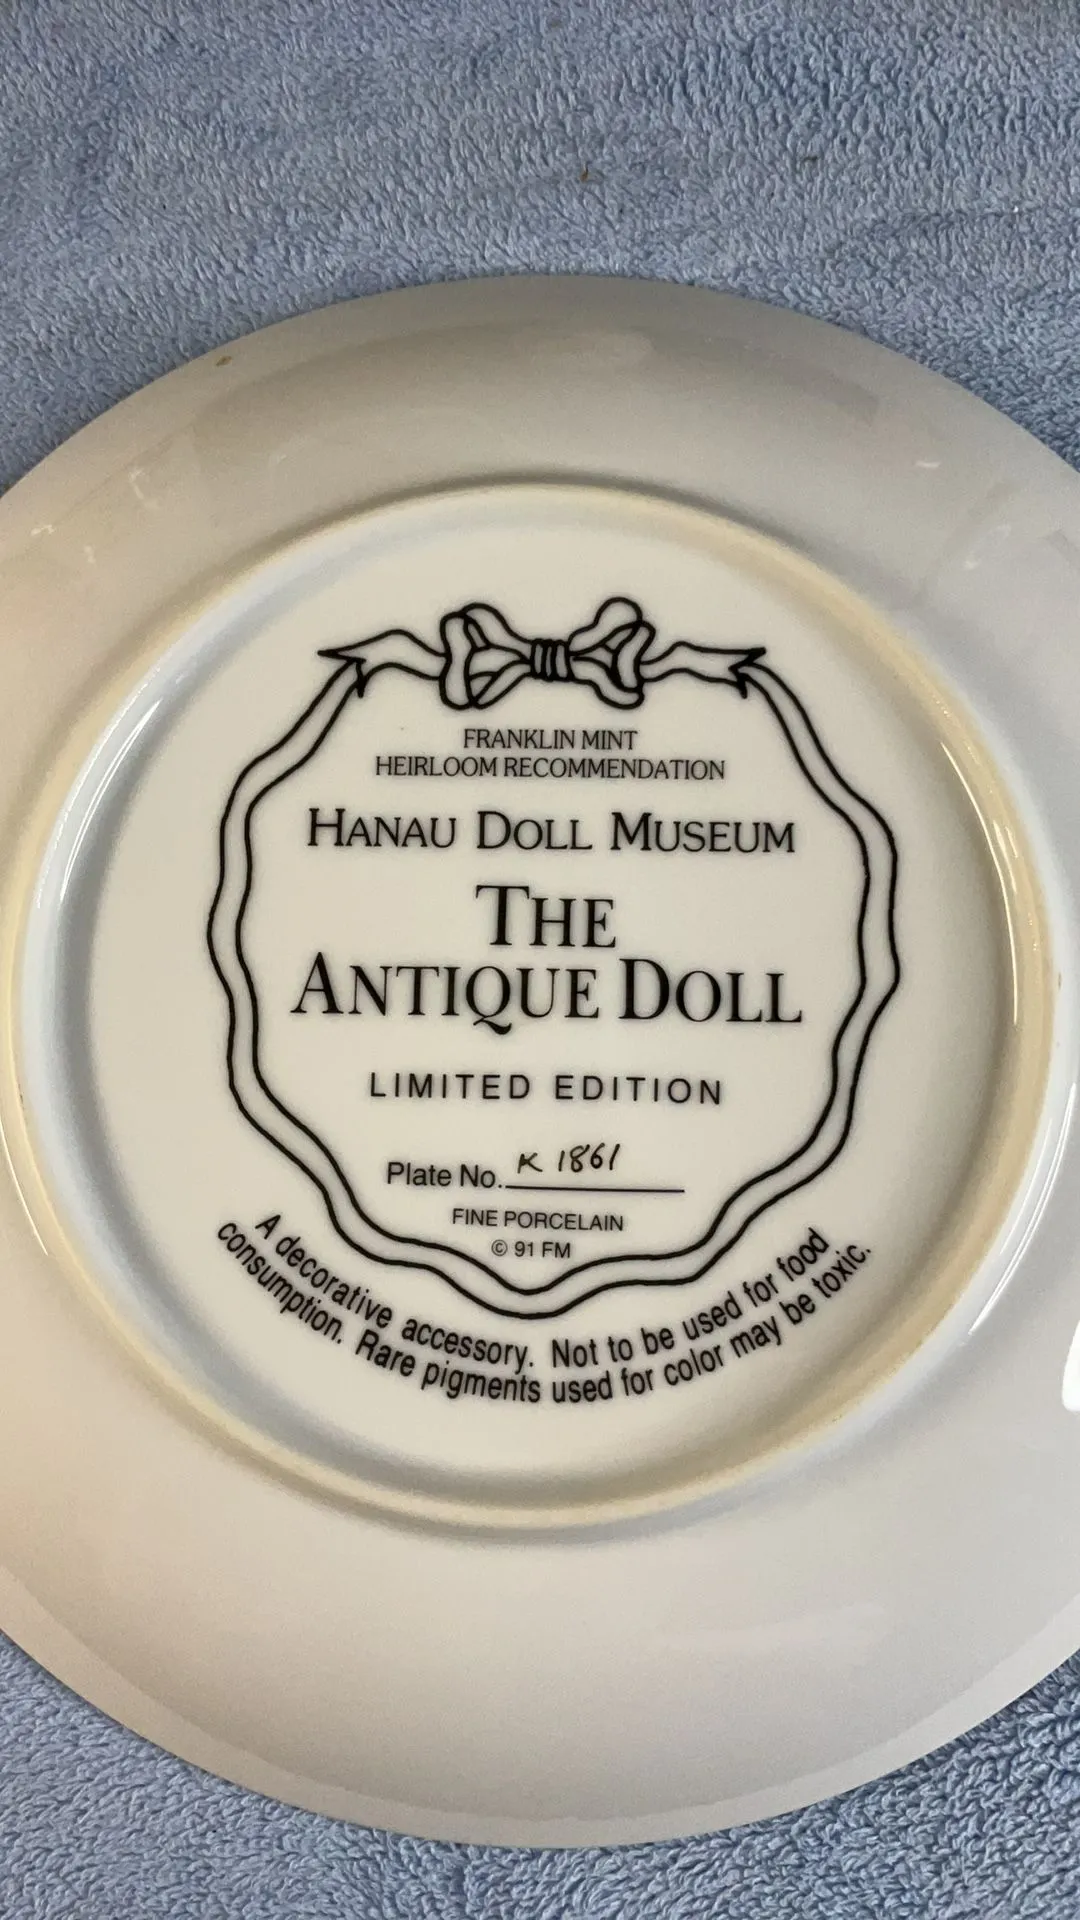 FRANKLIN MINT
HEIRLOOM RECOMMENDATION
HANAU DOLL MUSEUM
THE
ANTIQUE DOLL
LIMITED EDITION
Plate No. K 1861
FINE PORCELAIN
© 91 FM
A decorative accessory. Not to be used for food
consumption. Rare pigments used for color may be toxic.